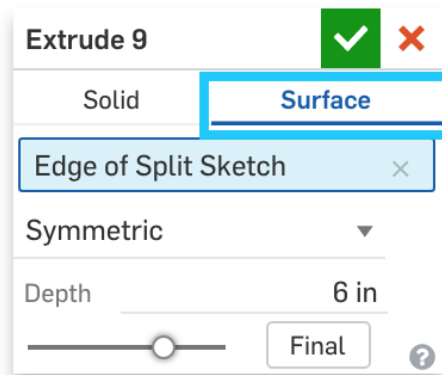 Extrude 9
Solid Surface
Edge of Split Sketch
Symmetric
Depth 6 in
Final